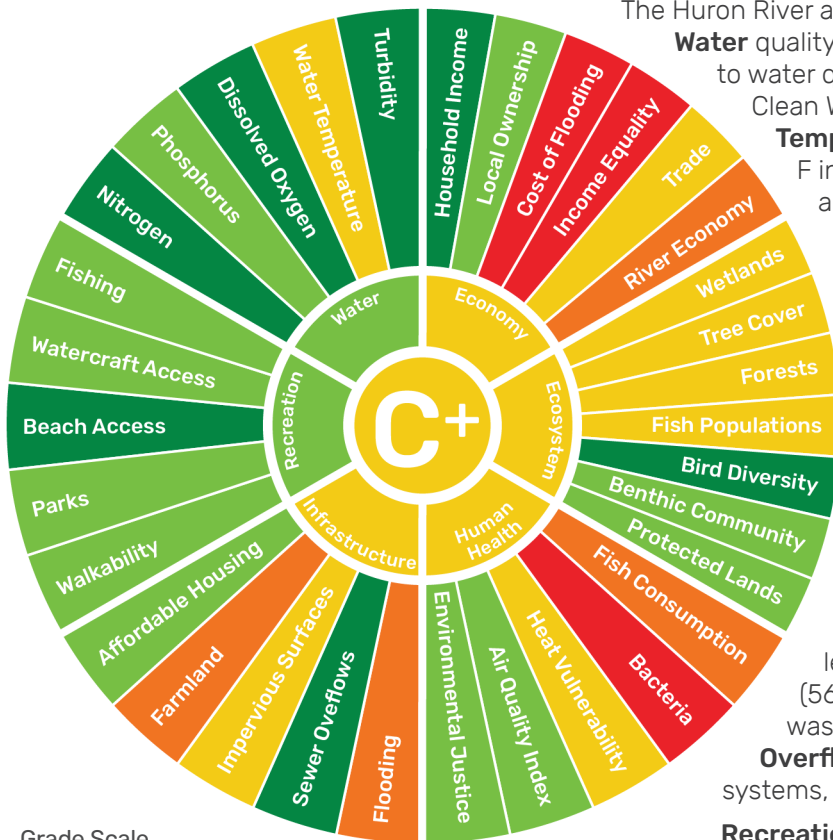 The Huron River a
Water quality
to water
Clean
Temp
F in
a
Turbidity
Water Temperature
Dissolved Oxygen
Phosphorus
Nitrogen
Household Income
Local Ownership
Cost of Flooding
Income Equality
Trade
River Economy
Wetlands
Tree Cover
Forests
Fish Populations
Bird Diversity
Benthic Community
Protected Lands
Fish Consumption
Bacteria
Heat Vulnerability
Air Quality Index
Environmental Justice
Flooding
Sewer Oveflows
Impervious Surfaces
Farmland
Affordable Housing
Walkability
Parks
Beach Access
Watercraft Access
Fishing
Water
Economy
Ecosystem
Human
Health
Infrastructure
Recreation
C+
le
(56
was
Overfl
systems,
Recreatio
Grade Scale